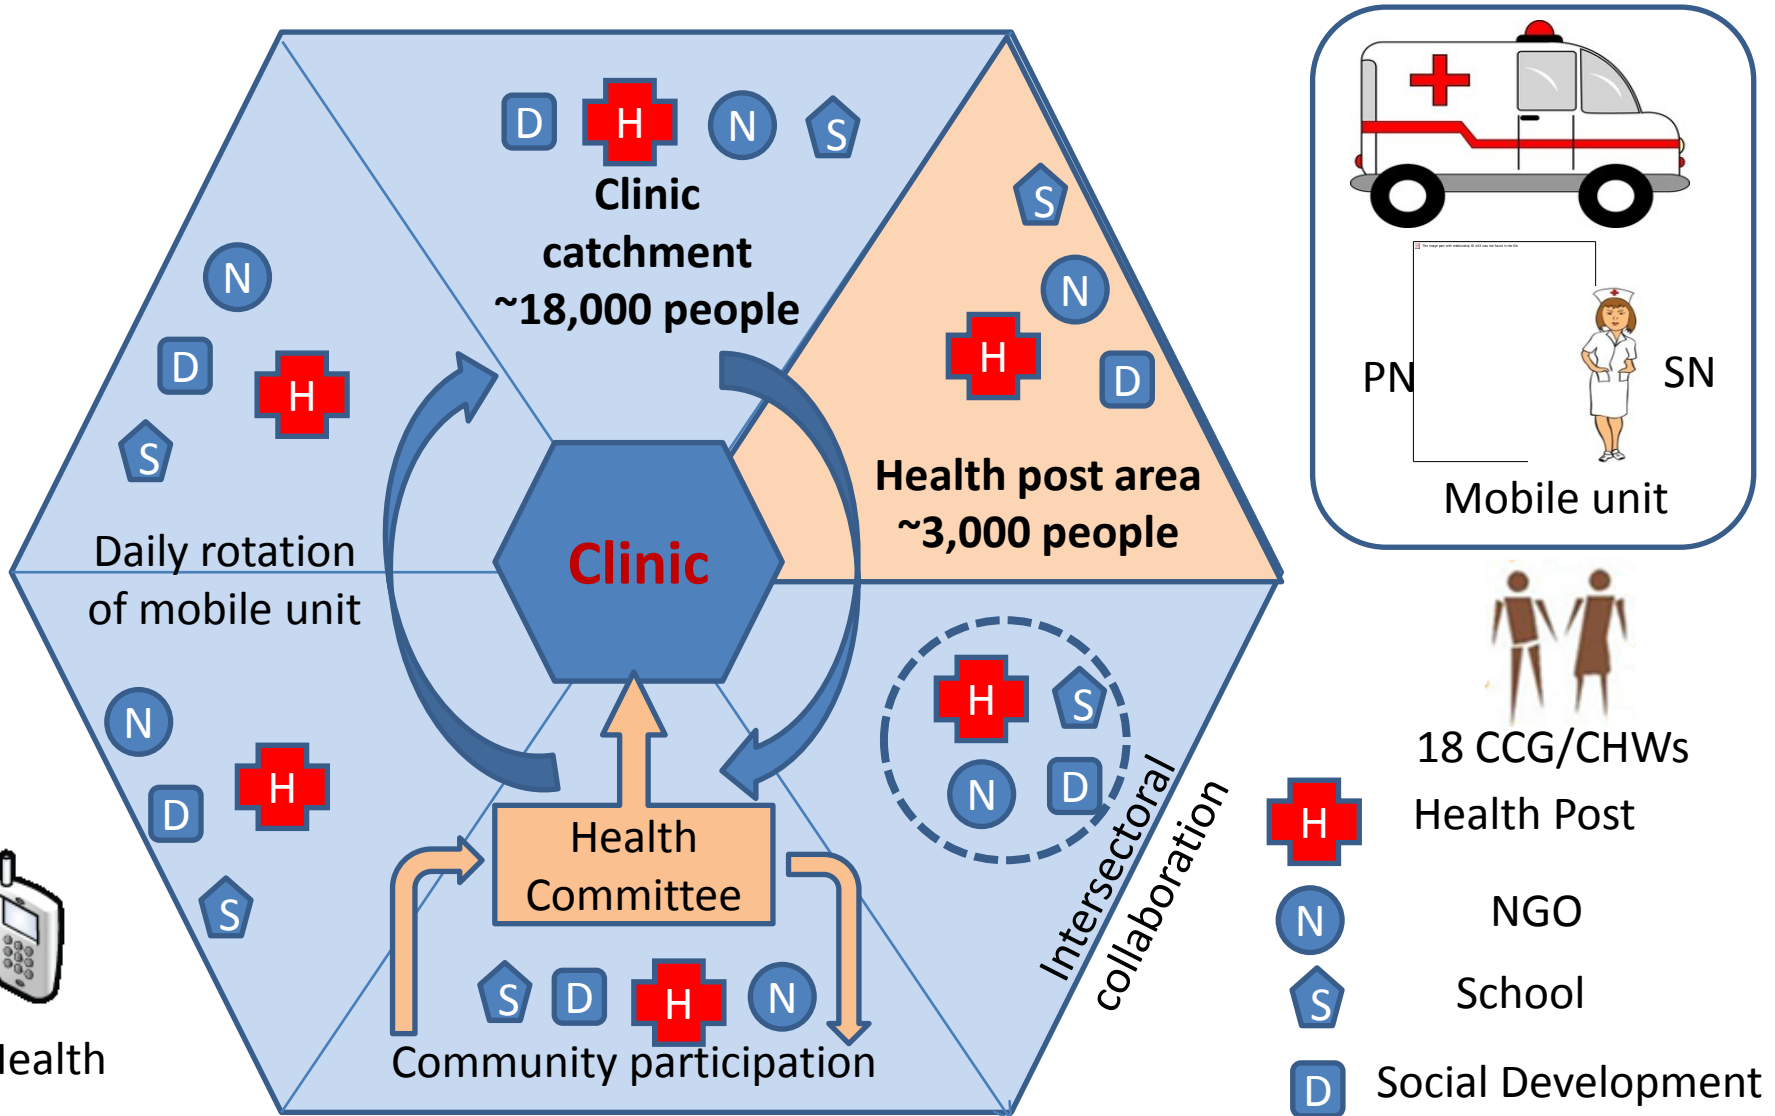 D H N S
Clinic
catchment
~18,000 people
S
N
H
D
Health post area
~3,000 people
N
D
H
S
Daily rotation
of mobile unit
Clinic
H S
N D
Intersectoral
collaboration
N
H
D
S
Health
Committee
S D H N
Community participation
ealth
PN
SN
Mobile unit
18 CCG/CHWs
H Health Post
N NGO
S School
D Social Development